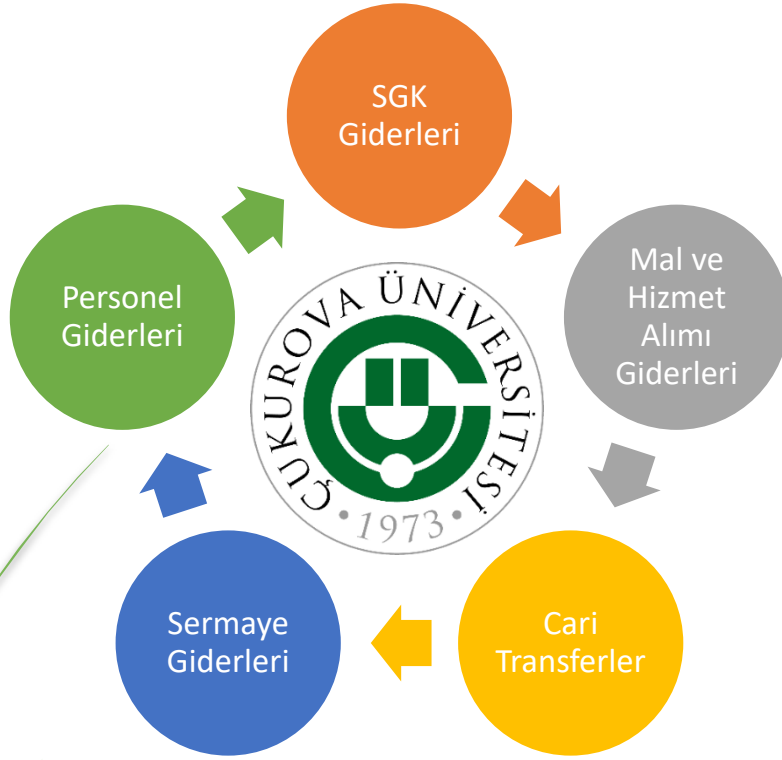 SGK
Giderleri
Mal ve
Hizmet
Alımı
Giderleri
Cari
Transferler
Sermaye
Giderleri
Personel
Giderleri
ÇUKUROVA ÜNİVERSİTESİ
• 1973 •